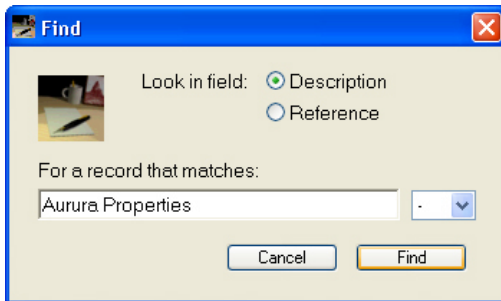 Find
Look in field: Description
Reference
For a record that matches:
Aurura Properties -
Cancel Find